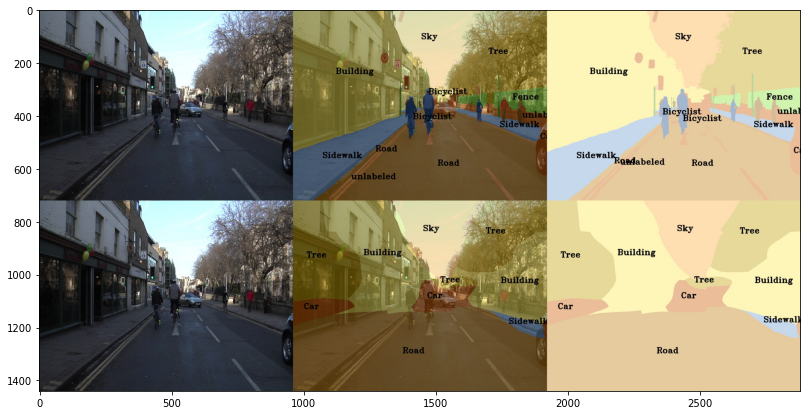 0
200
400
600
Sky
Tree
Building
Bicyclist
Fence
Bicyclist
Sidewalk
Road
Sidewalk
Road
unlabeled
Sky
Tree
Building
Fence
Bicyclist
Bicyclist
Sidewalk
Sidewalk
Road
unlabeled
Road
800
1000
1200
1400
Sky
Tree
Tree
Building
Tree
Building
Car
Car
Sidewalk
Road
Sky
Tree
Tree
Building
Tree
Building
Car
Car
Sidewalk
Road
0
500
1000
1500
2000
2500